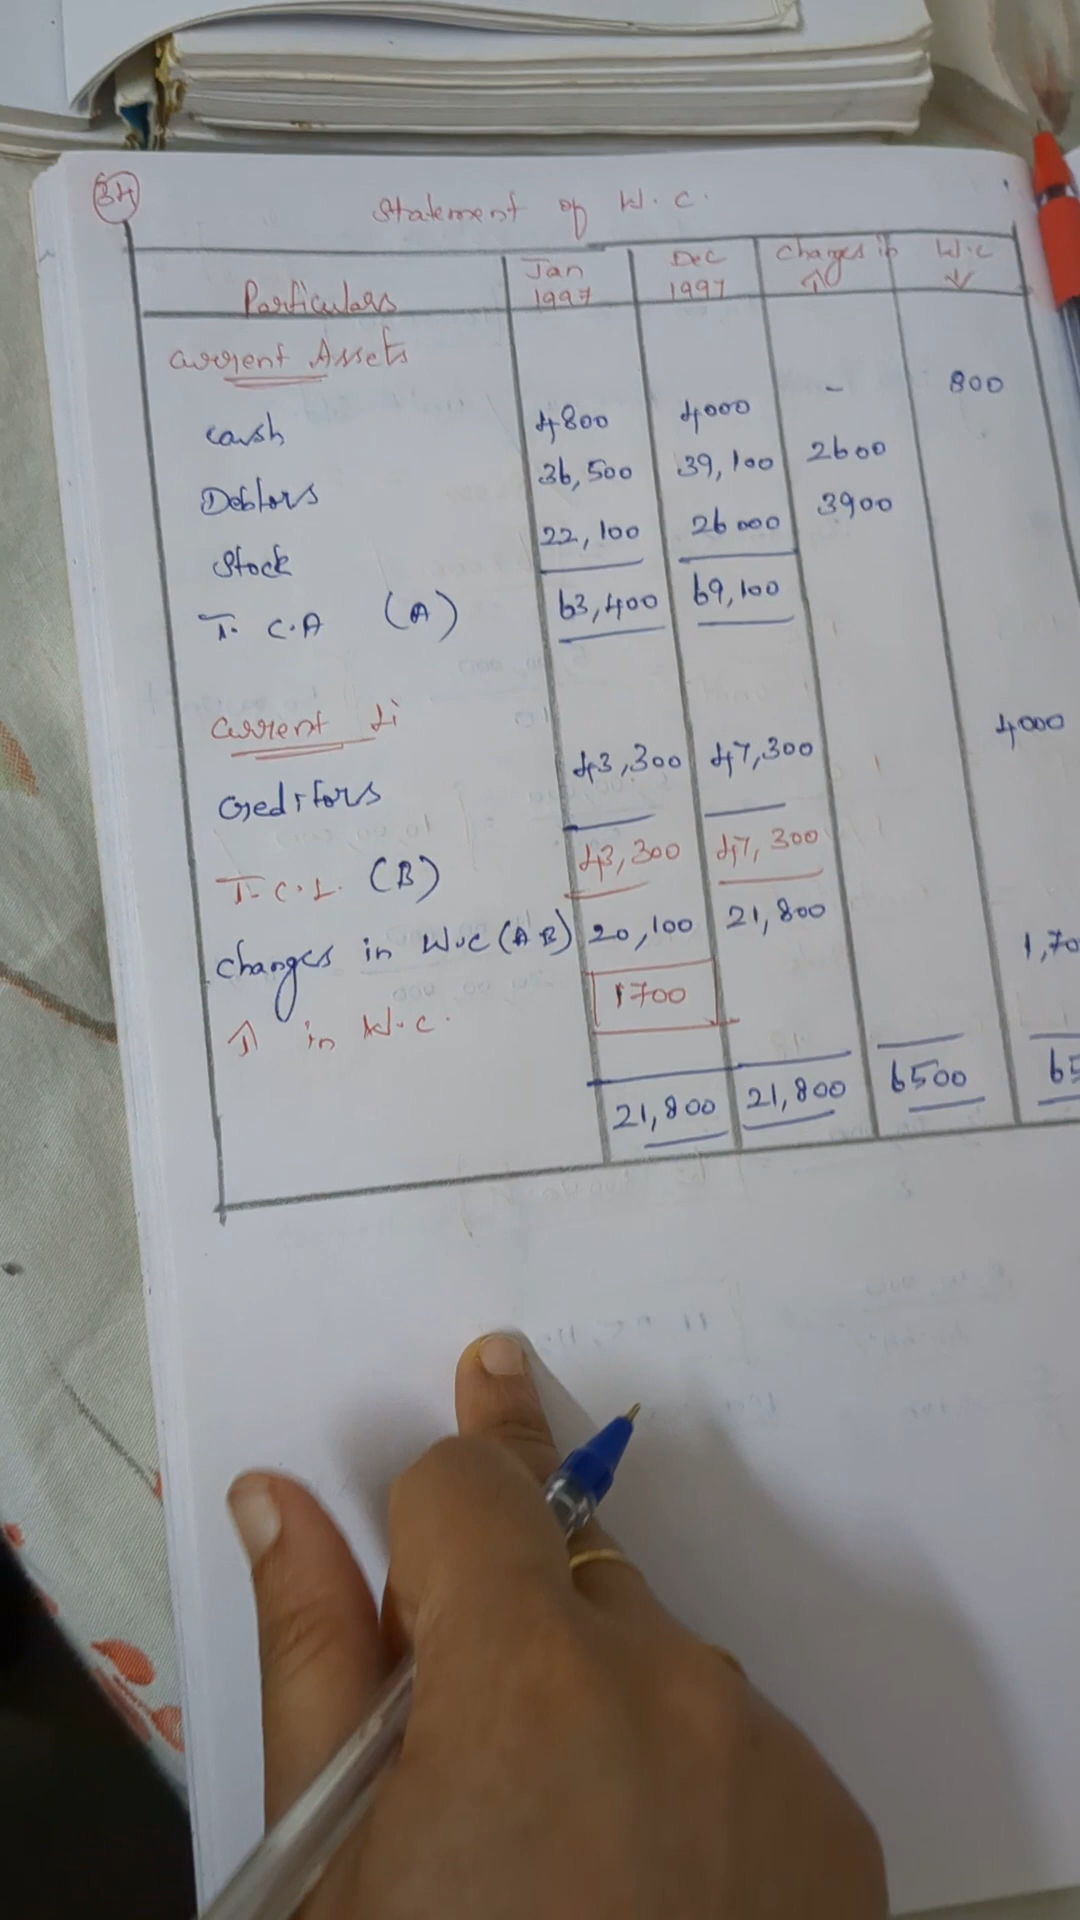 34
Statement of W.C.
Particulars Jan 1997 Dec 1997 Changes in ↑ W.C ↓
Current Assets
Cash 4800 4000 - 800
Debtors 36,500 39,100 2600
Stock 22,100 26000 3900
T. C.A (A) 63,400 69,100
Current Li
Creditors 43,300 47,300 4000
T. C.L. (B) 43,300 47,300
Changes in W.C (A-B) 20,100 21,800
↑ in W.C. 1700 1,70
21,800 21,800 6500 65